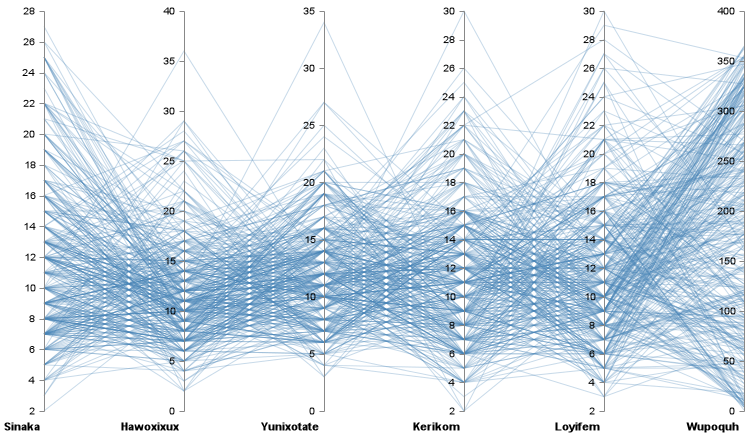 28 40 35 30 30 400
26 28 28 350
24 30 30 26 26 300
22 25 25 24 24 250
20 20 20 22 22 200
18 15 15 20 20 150
16 10 10 18 18 100
14 5 5 16 16 50
12 0 0 14 14 0
10 12 12
8 10 10
6 8 8
4 6 6
2 4 4
2 2
Sinaka Hawoxixux Yunixotate Kerikom Loyifem Wupoquh